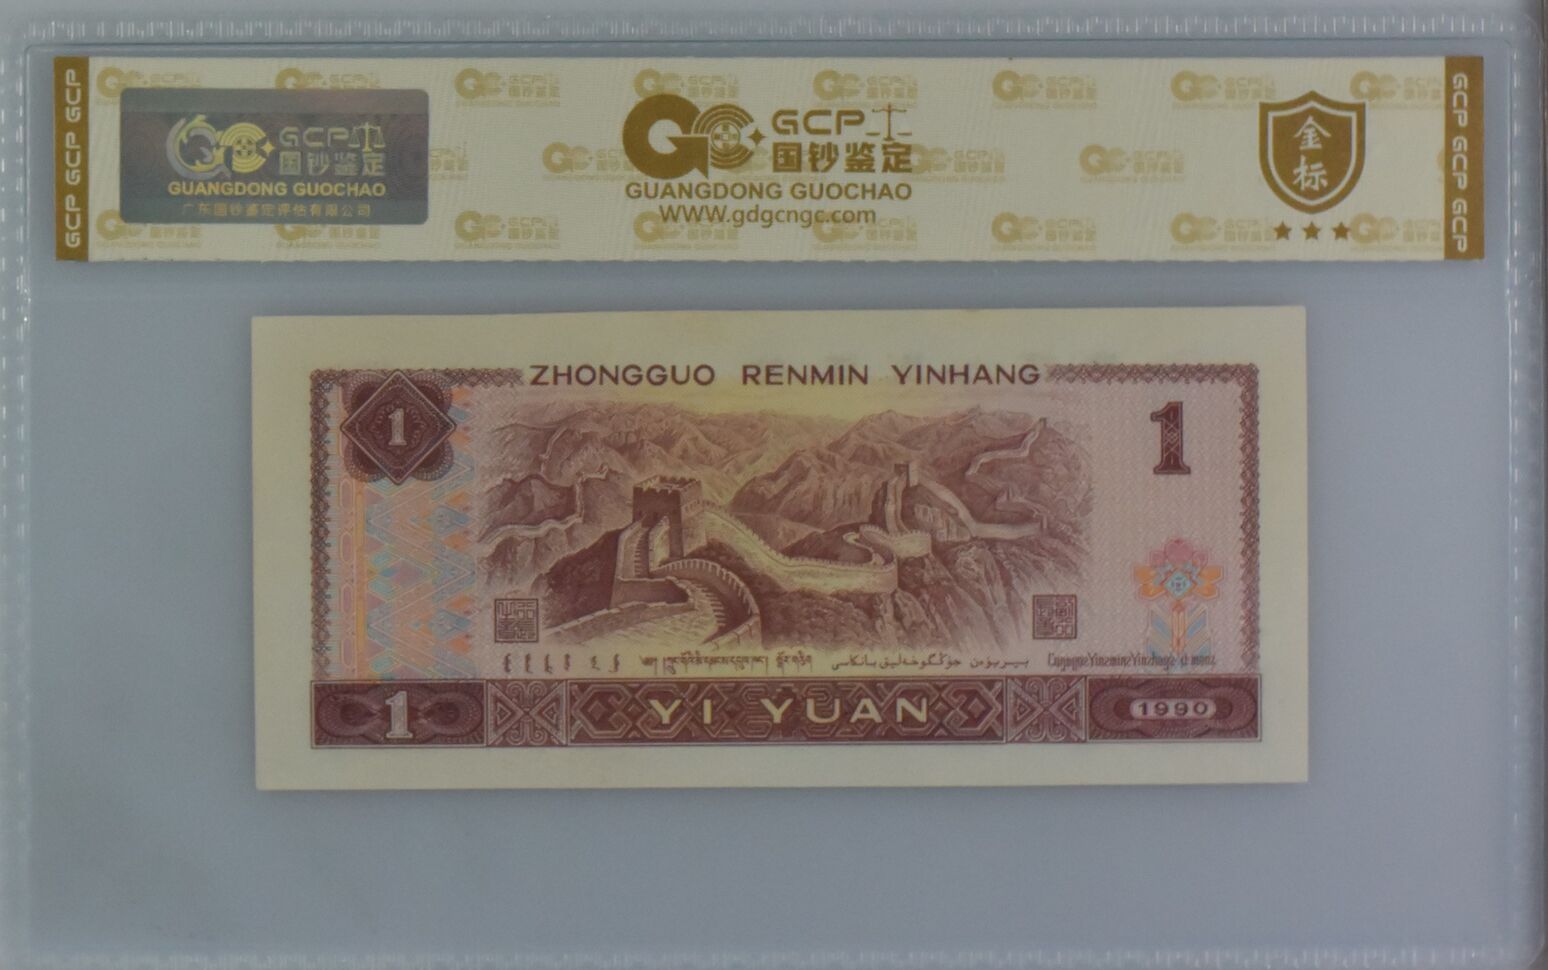 GCP GCP GCP
GCP
国钞鉴定
GUANGDONG GUOCHAO
广东国钞鉴定评估有限公司
GCP
国钞鉴定
GUANGDONG GUOCHAO
WWW.gdgcngc.com
金
标
GCP GCP GCP
ZHONGGUO RENMIN YINHANG
1
1
1
YI YUAN
1990